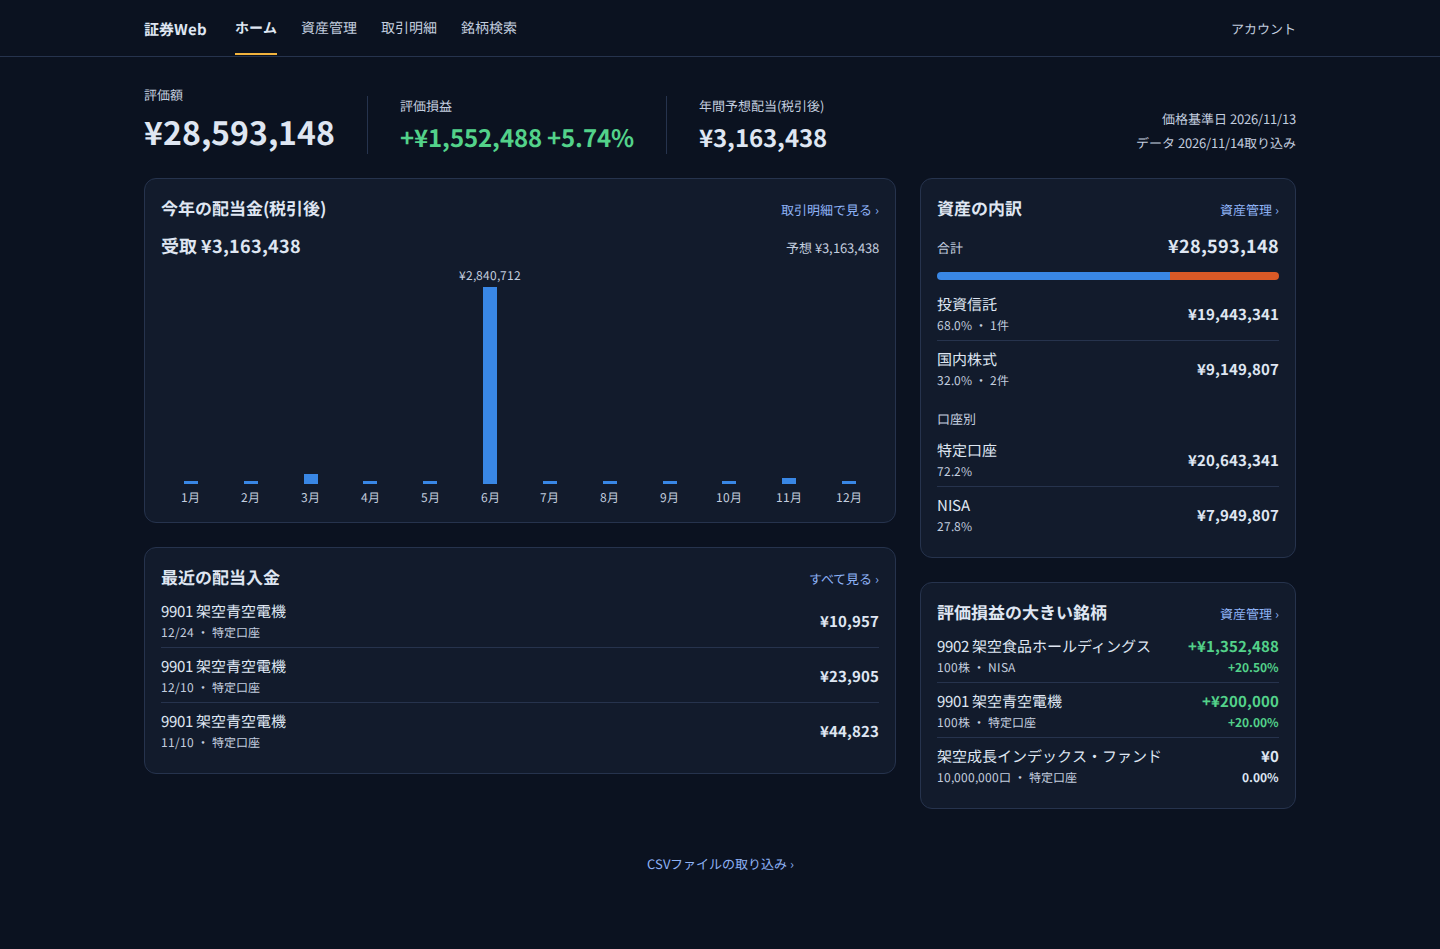 証券Web ホーム 資産管理 取引明細 銘柄検索 アカウント
評価額
¥28,593,148
評価損益
+¥1,552,488 +5.74%
年間予想配当(税引後)
¥3,163,438
価格基準日 2026/11/13
データ 2026/11/14取り込み
今年の配当金(税引後) 取引明細で見る ›
受取 ¥3,163,438 予想 ¥3,163,438
¥2,840,712
1月 2月 3月 4月 5月 6月 7月 8月 9月 10月 11月 12月
最近の配当入金 すべて見る ›
9901 架空青空電機
12/24 ・ 特定口座
¥10,957
9901 架空青空電機
12/10 ・ 特定口座
¥23,905
9901 架空青空電機
11/10 ・ 特定口座
¥44,823
資産の内訳 資産管理 ›
合計 ¥28,593,148
投資信託
68.0% ・ 1件
¥19,443,341
国内株式
32.0% ・ 2件
¥9,149,807
口座別
特定口座
72.2%
¥20,643,341
NISA
27.8%
¥7,949,807
評価損益の大きい銘柄 資産管理 ›
9902 架空食品ホールディングス +¥1,352,488
100株 ・ NISA +20.50%
9901 架空青空電機 +¥200,000
100株 ・ 特定口座 +20.00%
架空成長インデックス・ファンド ¥0
10,000,000口 ・ 特定口座 0.00%
CSVファイルの取り込み ›